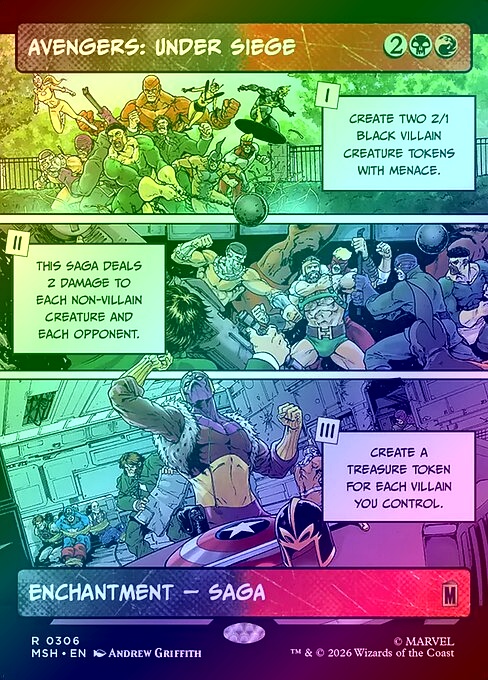 AVENGERS: UNDER SIEGE 2
I
CREATE TWO 2/1
BLACK VILLAIN
CREATURE TOKENS
WITH MENACE.
II
THIS SAGA DEALS
2 DAMAGE TO
EACH NON-VILLAIN
CREATURE AND
EACH OPPONENT.
III
CREATE A
TREASURE TOKEN
FOR EACH VILLAIN
YOU CONTROL.
ENCHANTMENT – SAGA M
R 0306
MSH • EN ANDREW GRIFFITH
© MARVEL
™ & © 2026 Wizards of the Coast